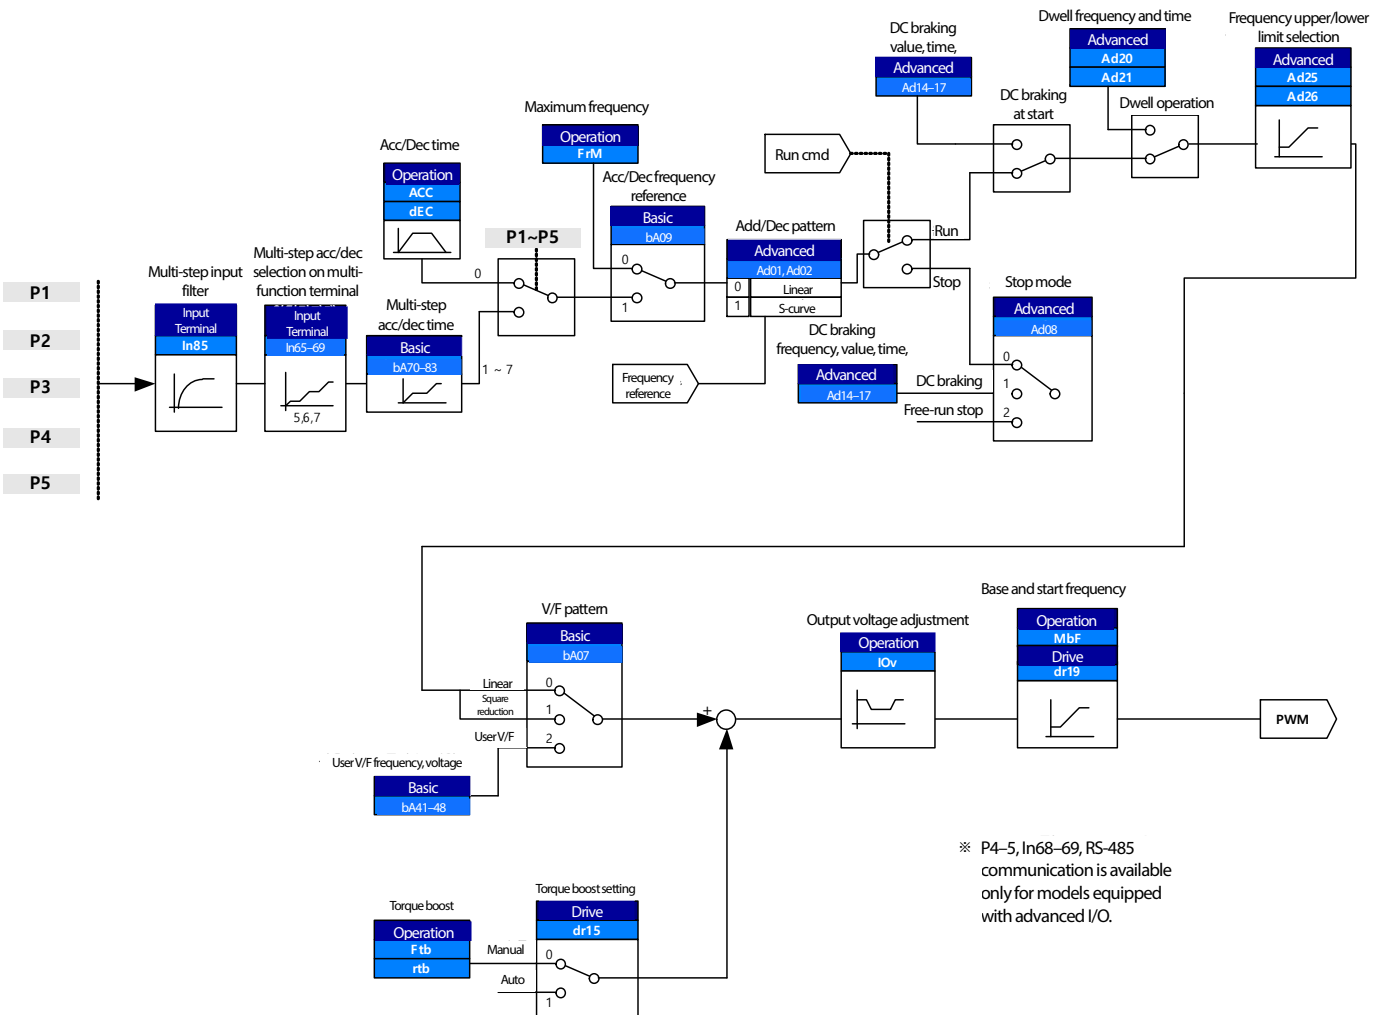 Dwell frequency and time
Advanced
Ad20
Ad21
Frequency upper/lower
limit selection
Advanced
Ad25
Ad26
DC braking
value, time,
Advanced
Ad14–17
DC braking
at start
Dwell operation
Maximum frequency
Operation
FrM
Run cmd
Acc/Dec time
Operation
ACC
dEC
Acc/Dec frequency
reference
Basic
bA09
0
1
P1~P5
0
1 ~ 7
Add/Dec pattern
Advanced
Ad01, Ad02
0
Linear
1
S-curve
Run
Stop
Multi-step input
filter
Input
Terminal
In85
Multi-step acc/dec
selection on multi-
function terminal
Input
Terminal
In65–69
5,6,7
Multi-step
acc/dec time
Basic
bA70–83
P1
P2
P3
P4
P5
Frequency
reference
DC braking
frequency, value, time,
Advanced
Ad14–17
DC braking
Free-run stop
Stop mode
Advanced
Ad08
0
1
2
V/F pattern
Basic
bA07
Linear
0
Square
reduction
1
User V/F
2
User V/F frequency, voltage
Basic
bA41–48
+
Output voltage adjustment
Operation
IOv
Base and start frequency
Operation
MbF
Drive
dr19
PWM
※ P4–5, In68–69, RS-485
communication is available
only for models equipped
with advanced I/O.
Torque boost
Operation
Ftb
rtb
Torque boost setting
Drive
dr15
Manual
0
Auto
1